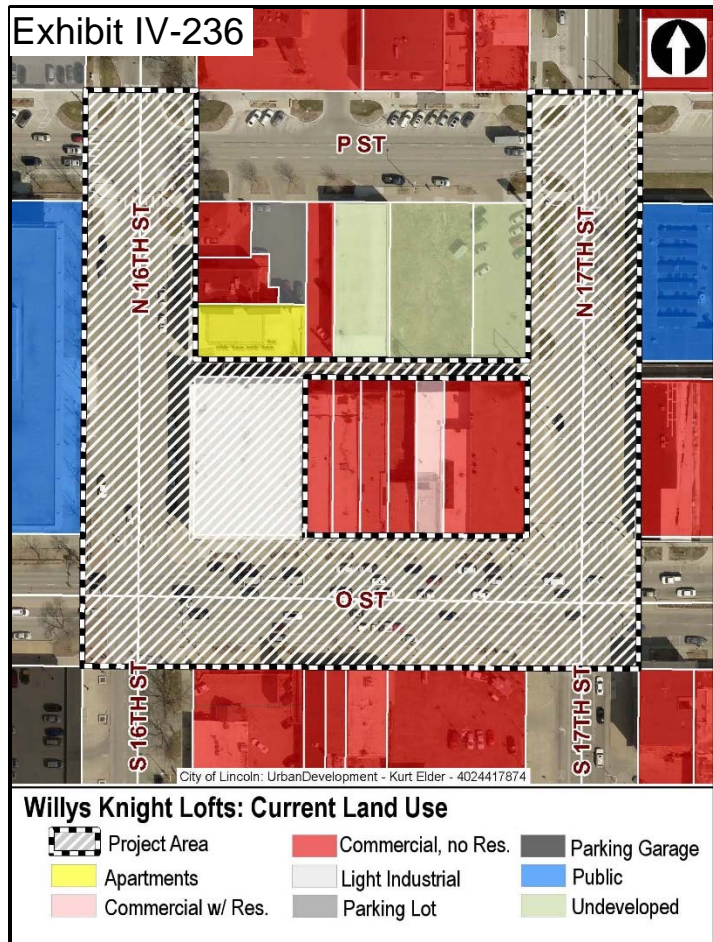 Exhibit IV-236
P ST
N 16TH ST
N 17TH ST
O ST
S 16TH ST
S 17TH ST
City of Lincoln: UrbanDevelopment - Kurt Elder - 4024417874
Willys Knight Lofts: Current Land Use
Project Area
Commercial, no Res.
Parking Garage
Apartments
Light Industrial
Public
Commercial w/ Res.
Parking Lot
Undeveloped